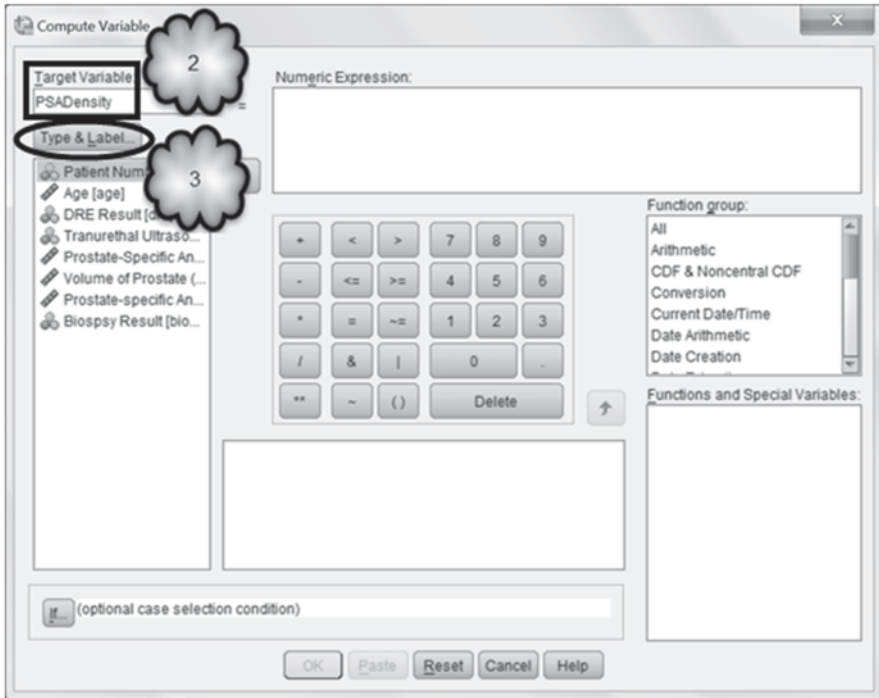 Compute Variable
2
Target Variable:
PSADensity
=
Type & Label...
3
Patient Num
Age [age]
DRE Result [d
Tranurethal Ultraso...
Prostate-Specific An...
Volume of Prostate (...
Prostate-specific An...
Biospsy Result [bio...
Numeric Expression:
+ < > 7 8 9
- <= >= 4 5 6
* = ~= 1 2 3
/ & | 0 .
** ~ ( ) Delete
Function group:
All
Arithmetic
CDF & Noncentral CDF
Conversion
Current Date/Time
Date Arithmetic
Date Creation
Functions and Special Variables:
If... (optional case selection condition)
OK Paste Reset Cancel Help